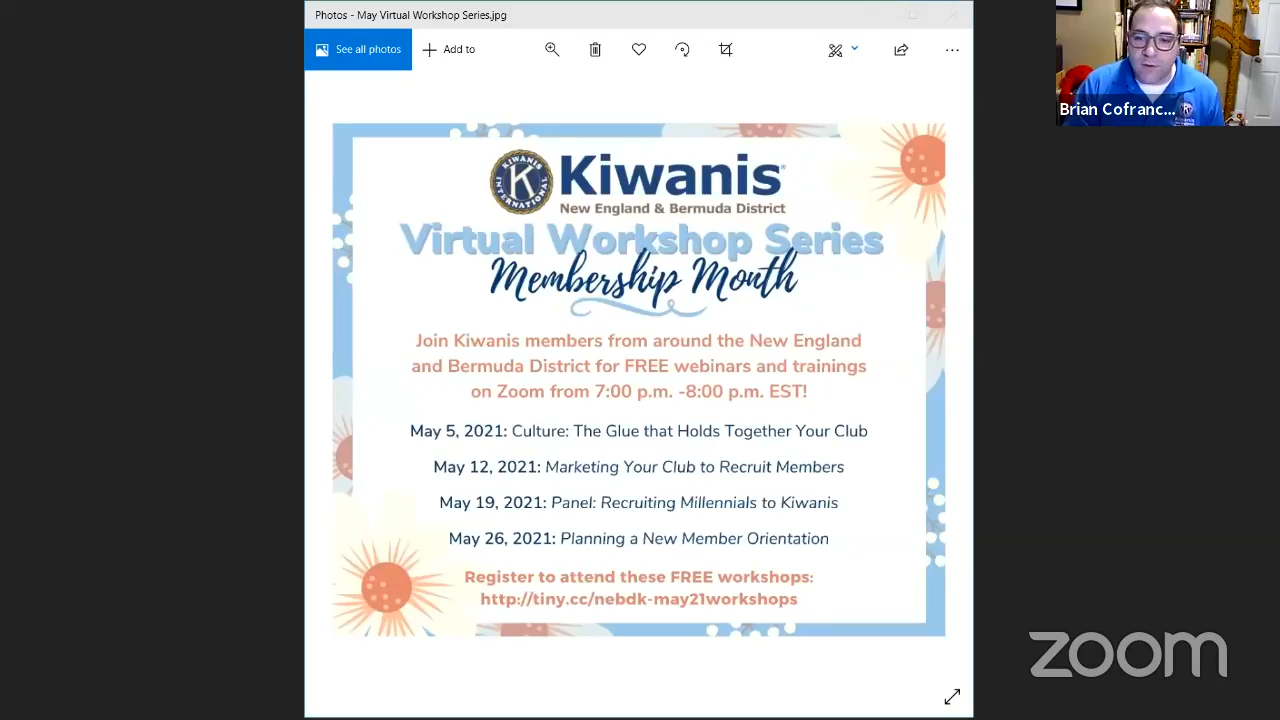 Photos - May Virtual Workshop Series.jpg
See all photos
Add to
Brian Cofranc...
KIWANIS
K
INTERNATIONAL
Kiwanis
New England & Bermuda District
Virtual Workshop Series
Membership Month
Join Kiwanis members from around the New England
and Bermuda District for FREE webinars and trainings
on Zoom from 7:00 p.m. -8:00 p.m. EST!
May 5, 2021: Culture: The Glue that Holds Together Your Club
May 12, 2021: Marketing Your Club to Recruit Members
May 19, 2021: Panel: Recruiting Millennials to Kiwanis
May 26, 2021: Planning a New Member Orientation
Register to attend these FREE workshops:
http://tiny.cc/nebdk-may21workshops
zoom